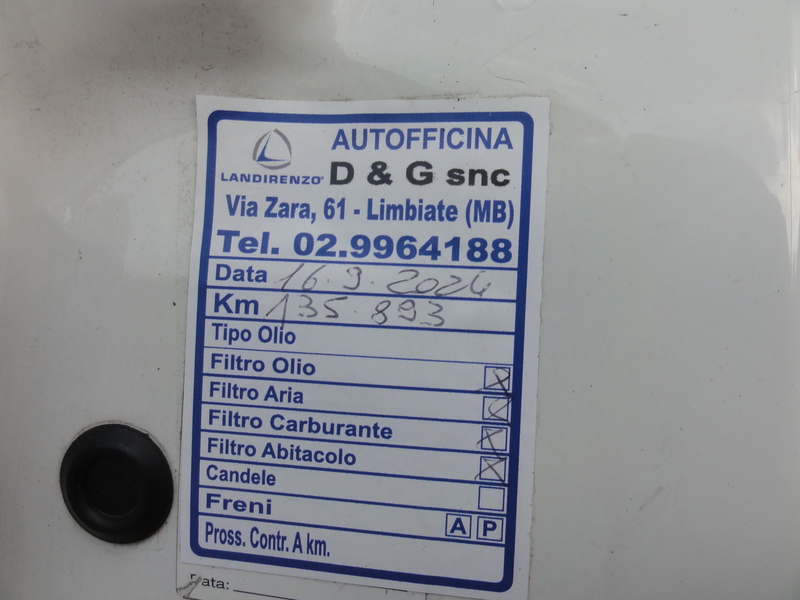 AUTOFFICINA
LANDIRENZO D & G snc
Via Zara, 61 - Limbiate (MB)
Tel. 02.9964188
Data 16.9.2024
Km 135.893
Tipo Olio
Filtro Olio
Filtro Aria
Filtro Carburante
Filtro Abitacolo
Candele
Freni A P
Pross. Contr. A km.
Data: